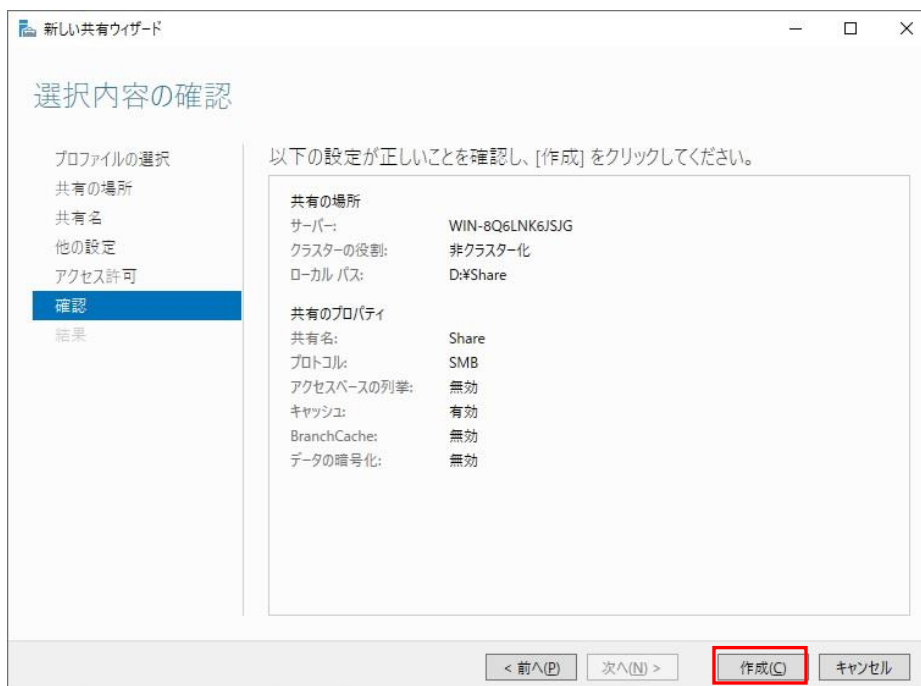 新しい共有ウィザード
選択内容の確認
プロファイルの選択
共有の場所
共有名
他の設定
アクセス許可
確認
結果
以下の設定が正しいことを確認し、[作成] をクリックしてください。
共有の場所
サーバー: WIN-8Q6LNK6JSJG
クラスターの役割: 非クラスター化
ローカル パス: D:¥Share
共有のプロパティ
共有名: Share
プロトコル: SMB
アクセスベースの列挙: 無効
キャッシュ: 有効
BranchCache: 無効
データの暗号化: 無効
< 前へ(P) 次へ(N) > 作成(C) キャンセル